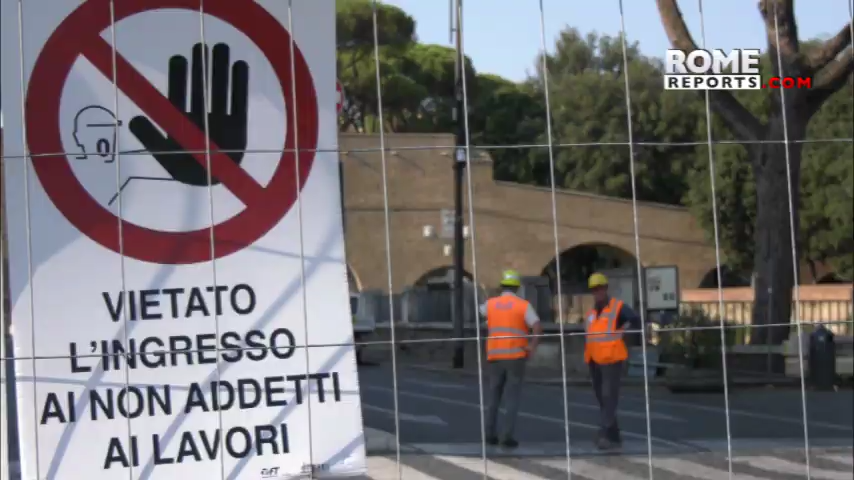 ROME
REPORTS.COM
VIETATO
L'INGRESSO
AI NON ADDETTI
AI LAVORI